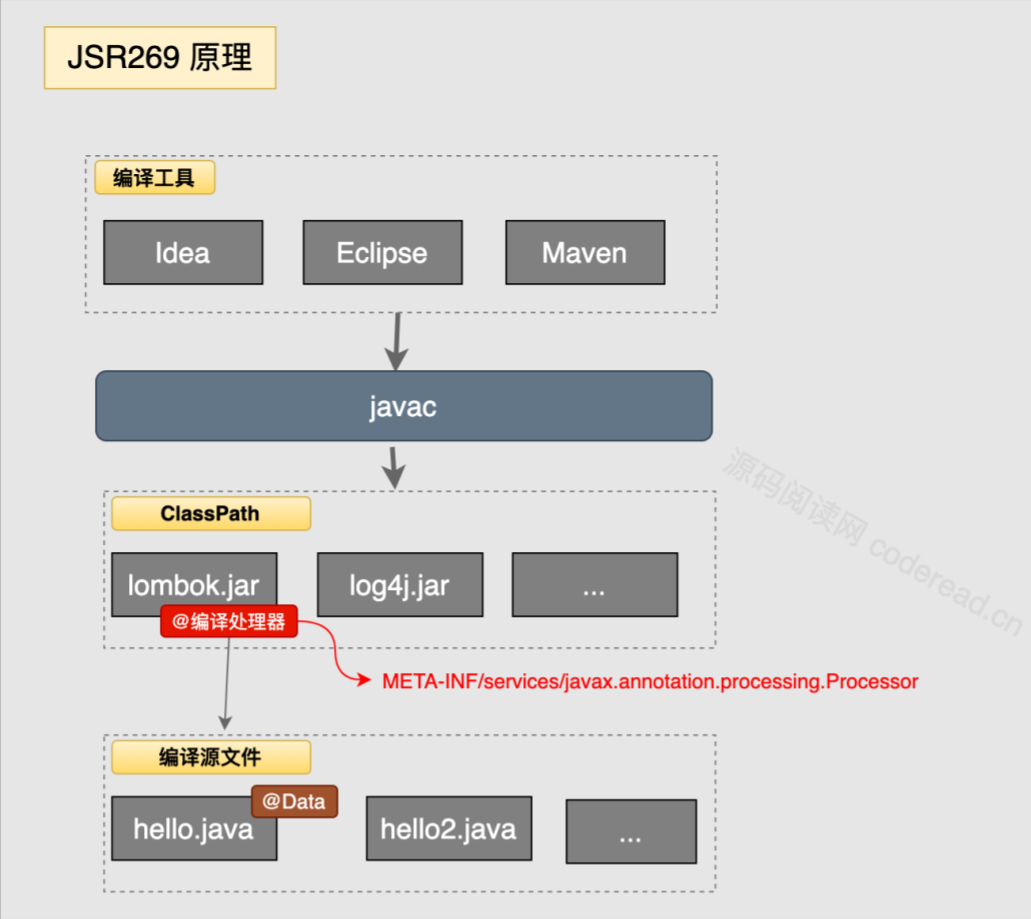 JSR269 原理
编译工具
Idea
Eclipse
Maven
javac
ClassPath
lombok.jar
log4j.jar
...
@编译处理器
META-INF/services/javax.annotation.processing.Processor
编译源文件
@Data
hello.java
hello2.java
...
源码阅读网 coderead.cn